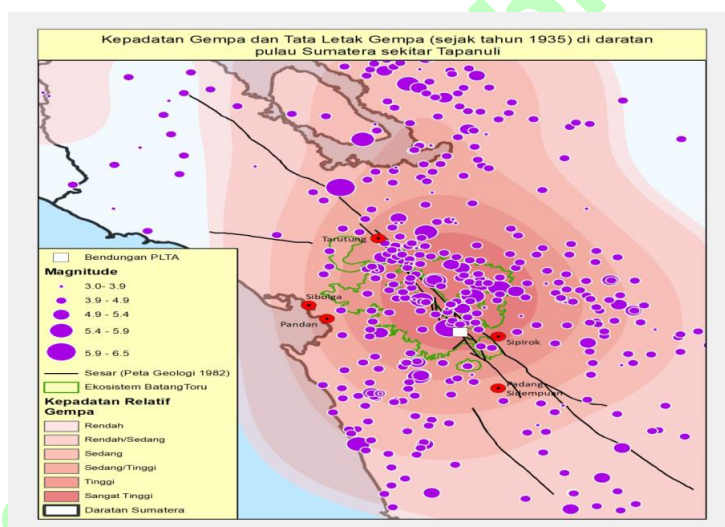 Kepadatan Gempa dan Tata Letak Gempa (sejak tahun 1935) di daratan
pulau Sumatera sekitar Tapanuli
Tarutung
Sibolga
Pandan
Sipirok
Padang
Sidempuan
Bendungan PLTA
Magnitude
3.0- 3.9
3.9 - 4.9
4.9 - 5.4
5.4 - 5.9
5.9 - 6.5
Sesar (Peta Geologi 1982)
Ekosistem BatangToru
Kepadatan Relatif
Gempa
Rendah
Rendah/Sedang
Sedang
Sedang/Tinggi
Tinggi
Sangat Tinggi
Daratan Sumatera